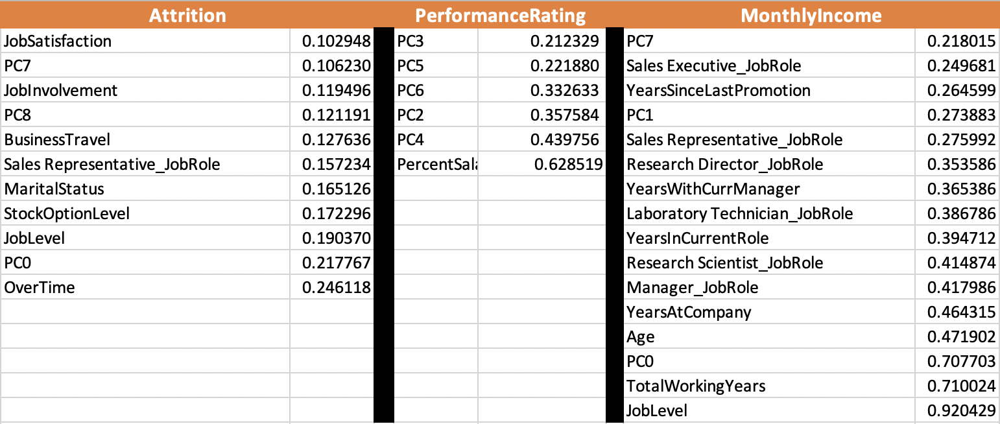 Attrition PerformanceRating MonthlyIncome
JobSatisfaction 0.102948 PC3 0.212329 PC7 0.218015
PC7 0.106230 PC5 0.221880 Sales Executive_JobRole 0.249681
JobInvolvement 0.119496 PC6 0.332633 YearsSinceLastPromotion 0.264599
PC8 0.121191 PC2 0.357584 PC1 0.273883
BusinessTravel 0.127636 PC4 0.439756 Sales Representative_JobRole 0.275992
Sales Representative_JobRole 0.157234 PercentSala 0.628519 Research Director_JobRole 0.353586
MaritalStatus 0.165126 YearsWithCurrManager 0.365386
StockOptionLevel 0.172296 Laboratory Technician_JobRole 0.386786
JobLevel 0.190370 YearsInCurrentRole 0.394712
PC0 0.217767 Research Scientist_JobRole 0.414874
OverTime 0.246118 Manager_JobRole 0.417986
YearsAtCompany 0.464315
Age 0.471902
PC0 0.707703
TotalWorkingYears 0.710024
JobLevel 0.920429